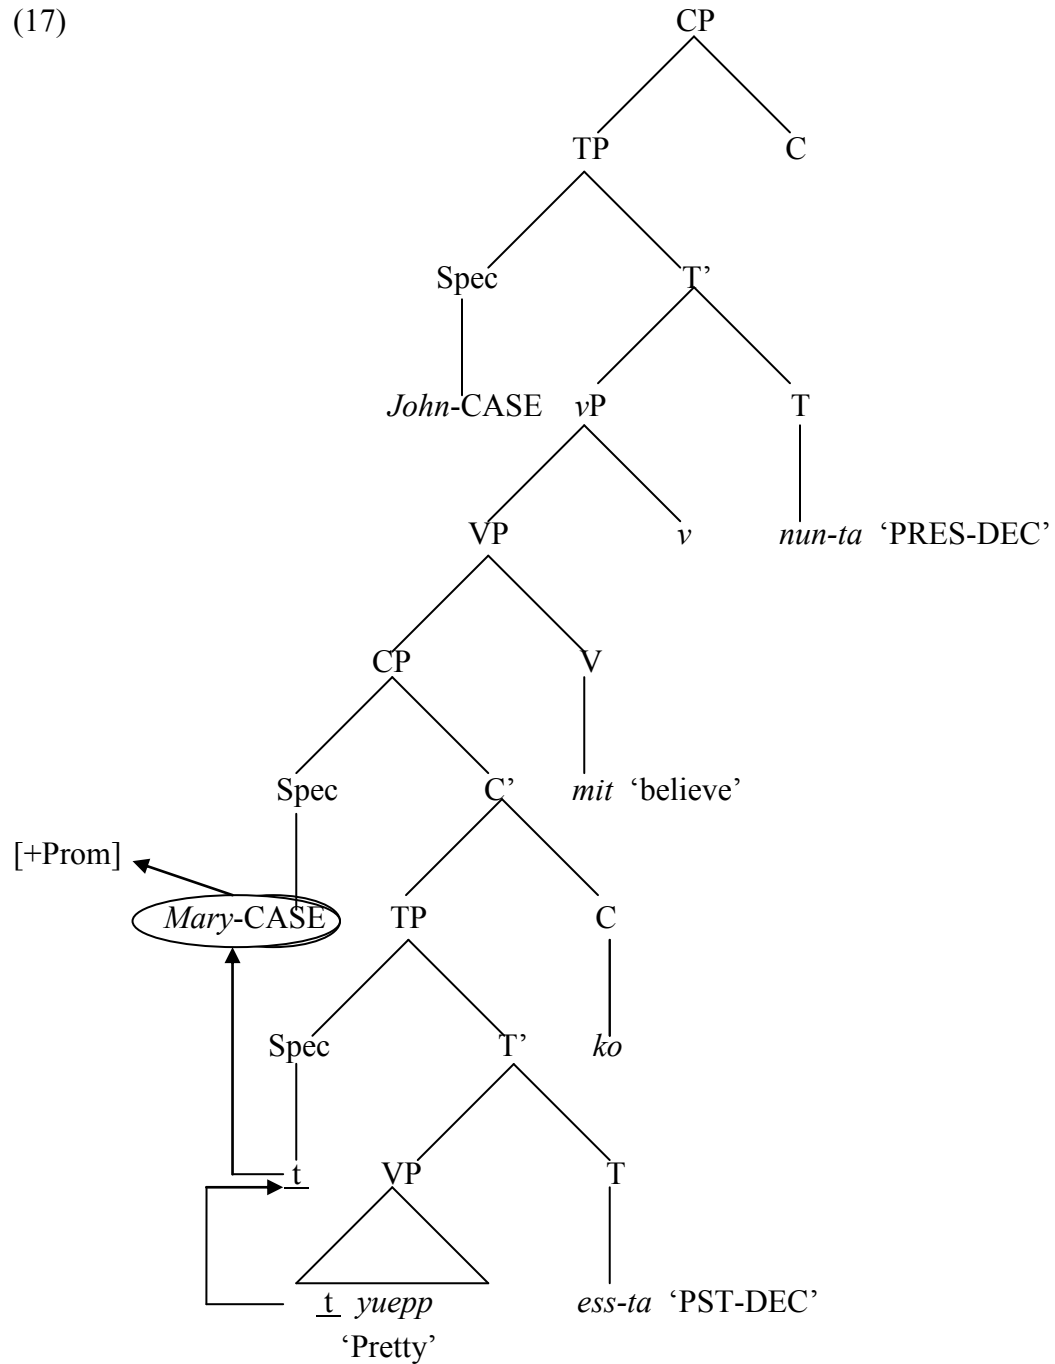 (17)
CP
TP C
Spec T’
John-CASE vP T
VP v nun-ta ‘PRES-DEC’
CP V
Spec C’ mit ‘believe’
[+Prom]
Mary-CASE TP C
Spec T’ ko
t VP T
t yuepp ess-ta ‘PST-DEC’
‘Pretty’